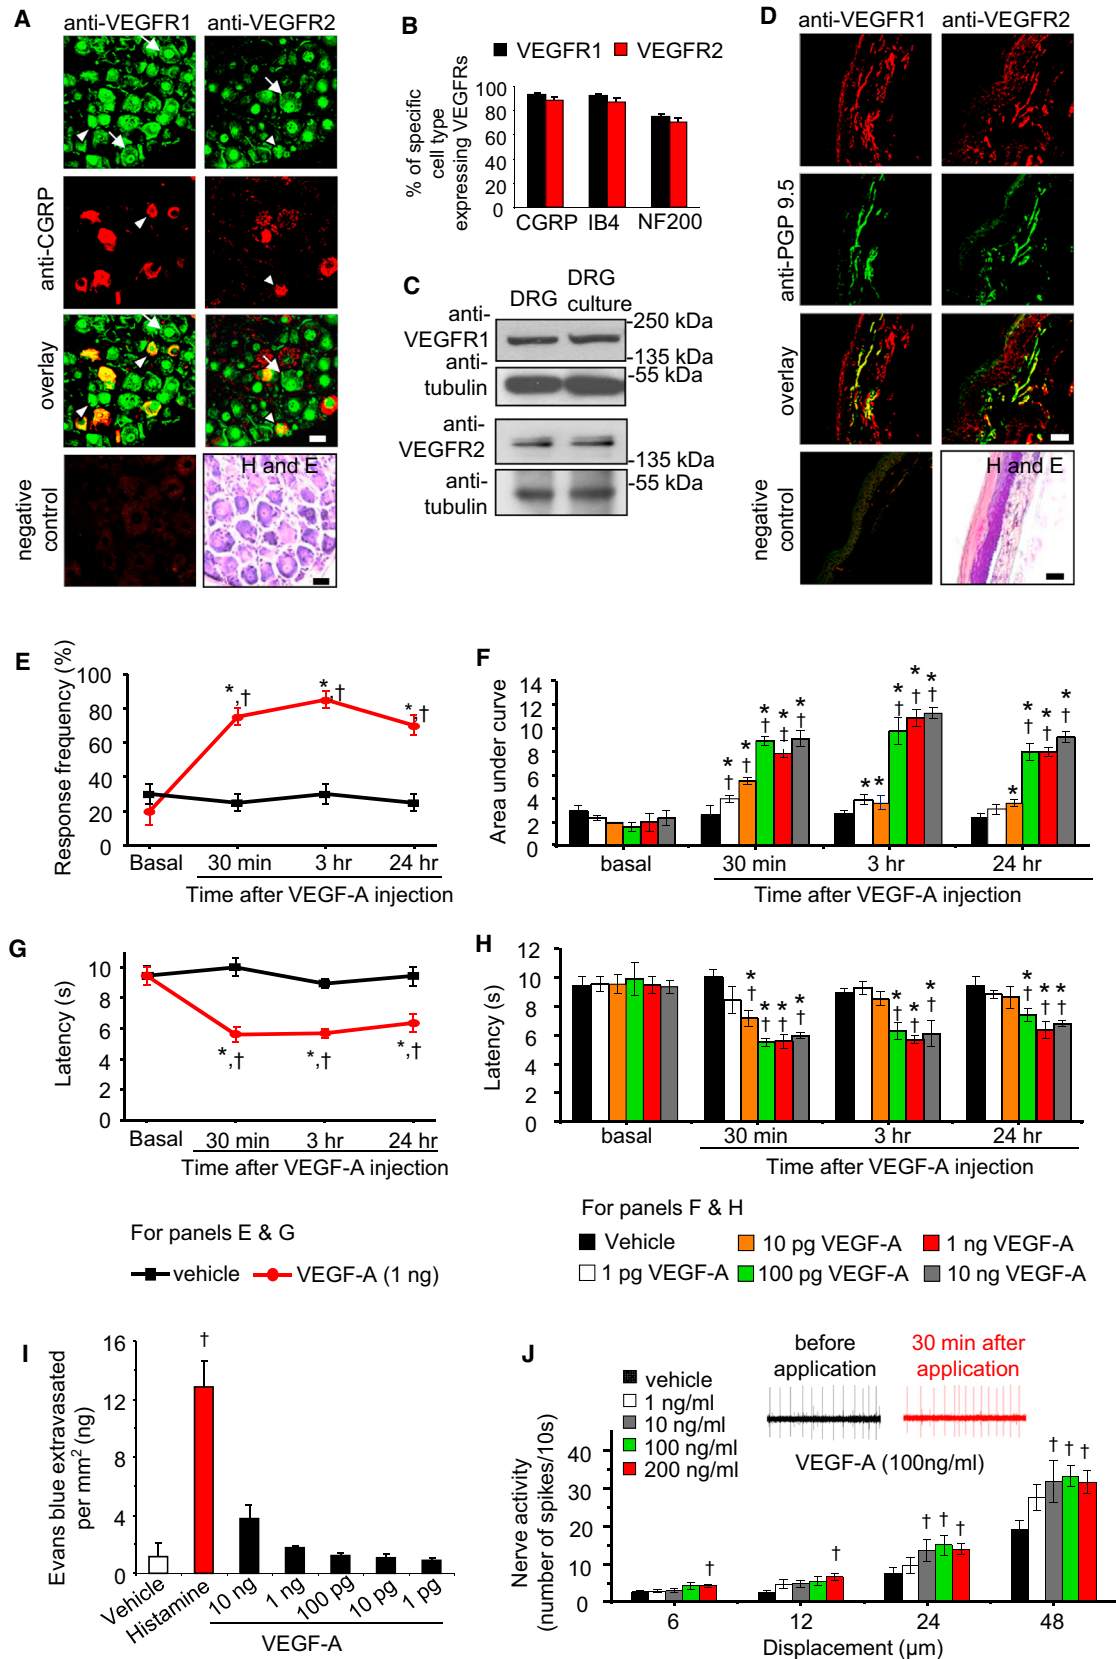 A
anti-VEGFR1 anti-VEGFR2
anti-CGRP
overlay
negative control
H and E
B
VEGFR1 VEGFR2
% of specific cell type expressing VEGFRs
100
80
60
40
20
0
CGRP IB4 NF200
C
DRG DRG culture
anti-VEGFR1
-250 kDa
-135 kDa
anti-tubulin
-55 kDa
anti-VEGFR2
-135 kDa
anti-tubulin
-55 kDa
D
anti-VEGFR1 anti-VEGFR2
anti-PGP 9.5
overlay
negative control
H and E
E
Response frequency (%)
100
80
60
40
20
0
*,† *,† *,†
Basal 30 min 3 hr 24 hr
Time after VEGF-A injection
F
Area under curve
14
12
10
8
6
4
2
0
basal 30 min 3 hr 24 hr
Time after VEGF-A injection
G
Latency (s)
10
8
6
4
2
0
*,† *,† *,†
Basal 30 min 3 hr 24 hr
Time after VEGF-A injection
H
Latency (s)
12
10
8
6
4
2
0
basal 30 min 3 hr 24 hr
Time after VEGF-A injection
For panels E & G
vehicle VEGF-A (1 ng)
For panels F & H
Vehicle 10 pg VEGF-A 1 ng VEGF-A
1 pg VEGF-A 100 pg VEGF-A 10 ng VEGF-A
I
Evans blue extravasated per mm² (ng)
16
12
8
4
0
†
Vehicle Histamine 10 ng 1 ng 100 pg 10 pg 1 pg
VEGF-A
J
vehicle
1 ng/ml
10 ng/ml
100 ng/ml
200 ng/ml
before application
30 min after application
VEGF-A (100ng/ml)
Nerve activity (number of spikes/10s)
40
30
20
10
0
† † † † † † † †
6 12 24 48
Displacement (µm)